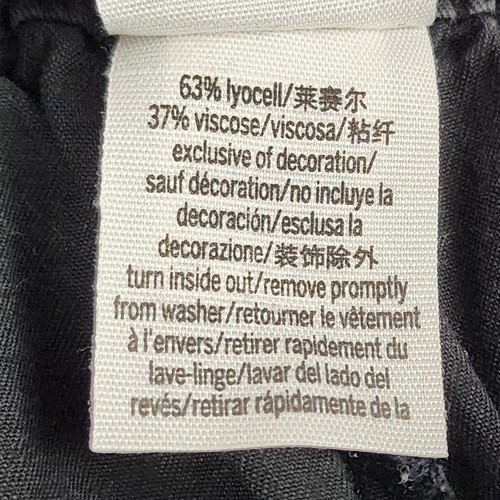 63% lyocell/莱赛尔
37% viscose/viscosa/粘纤
exclusive of decoration/
sauf décoration/no incluye la
decoración/esclusa la
decorazione/装饰除外
turn inside out/remove promptly
from washer/retourner le vêtement
à l'envers/retirer rapidement du
lave-linge/lavar del lado del
revés/retirar rápidamente de la